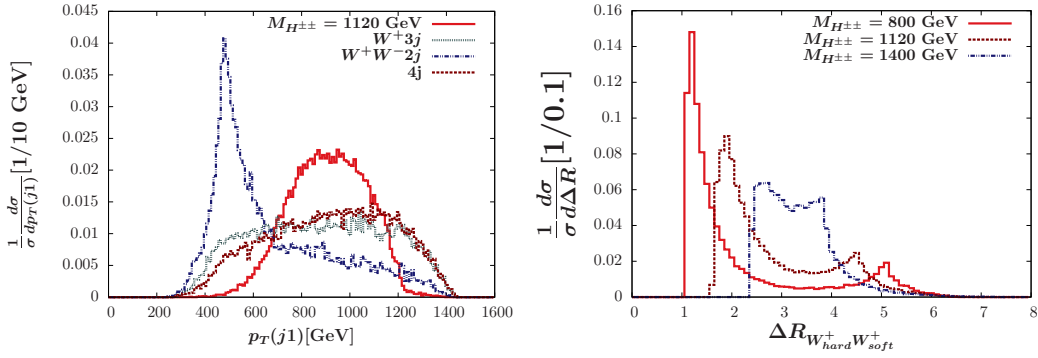 M_{H^{±±}} = 1120 GeV
W^+3j
W^+W^-2j
4j
0.045
0.04
0.035
0.03
0.025
0.02
0.015
0.01
0.005
0
\frac{1}{σ}\frac{dσ}{dp_T(j1)}[1/10 GeV]
0 200 400 600 800 1000 1200 1400 1600
p_T(j1)[GeV]
M_{H^{±±}} = 800 GeV
M_{H^{±±}} = 1120 GeV
M_{H^{±±}} = 1400 GeV
0.16
0.14
0.12
0.1
0.08
0.06
0.04
0.02
0
\frac{1}{σ}\frac{dσ}{dΔR}[1/0.1]
0 1 2 3 4 5 6 7 8
ΔR_{W^+_{hard}W^+_{soft}}